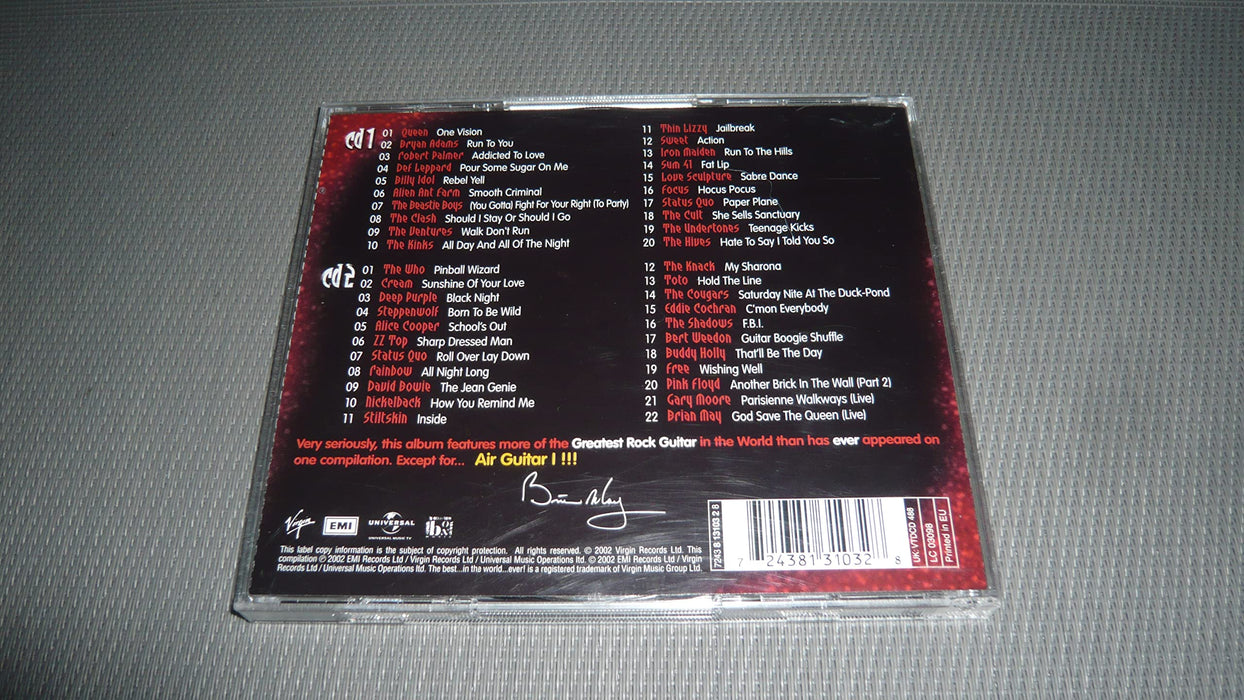 cd 1
01 Queen One Vision
02 Bryan Adams Run To You
03 Robert Palmer Addicted To Love
04 Def Leppard Pour Some Sugar On Me
05 Billy Idol Rebel Yell
06 Alien Ant Farm Smooth Criminal
07 The Beastie Boys (You Gotta) Fight For Your Right (To Party)
08 The Clash Should I Stay Or Should I Go
09 The Ventures Walk Don't Run
10 The Kinks All Day And All Of The Night
11 Thin Lizzy Jailbreak
12 Sweet Action
13 Iron Maiden Run To The Hills
14 Sum 41 Fat Lip
15 Love Sculpture Sabre Dance
16 Focus Hocus Pocus
17 Status Quo Paper Plane
18 The Cult She Sells Sanctuary
19 The Undertones Teenage Kicks
20 The Hives Hate To Say I Told You So
cd 2
01 The Who Pinball Wizard
02 Cream Sunshine Of Your Love
03 Deep Purple Black Night
04 Steppenwolf Born To Be Wild
05 Alice Cooper School's Out
06 ZZ Top Sharp Dressed Man
07 Status Quo Roll Over Lay Down
08 Rainbow All Night Long
09 David Bowie The Jean Genie
10 Nickelback How You Remind Me
11 Stiltskin Inside
12 The Knack My Sharona
13 Toto Hold The Line
14 The Cougars Saturday Nite At The Duck-Pond
15 Eddie Cochran C'mon Everybody
16 The Shadows F.B.I.
17 Bert Weedon Guitar Boogie Shuffle
18 Buddy Holly That'll Be The Day
19 Free Wishing Well
20 Pink Floyd Another Brick In The Wall (Part 2)
21 Gary Moore Parisienne Walkways (Live)
22 Brian May God Save The Queen (Live)
Very seriously, this album features more of the Greatest Rock Guitar in the World than has ever appeared on
one compilation. Except for... Air Guitar I !!!
Brian May
Virgin EMI UNIVERSAL
UNIVERSAL MUSIC TV
This label copy information is the subject of copyright protection. All rights reserved. © 2002 Virgin Records Ltd. This
compilation ℗ 2002 EMI Records Ltd / Virgin Records Ltd / Universal Music Operations ltd. © 2002 EMI Records Ltd / Virgin
Records Ltd / Universal Music Operations ltd. The best...in the world...ever! is a registered trademark of Virgin Music Group Ltd.
7243 8 13103 2 8
7 24381 31032 8
UK: VTDCD 488
LC 03098
Printed in EU